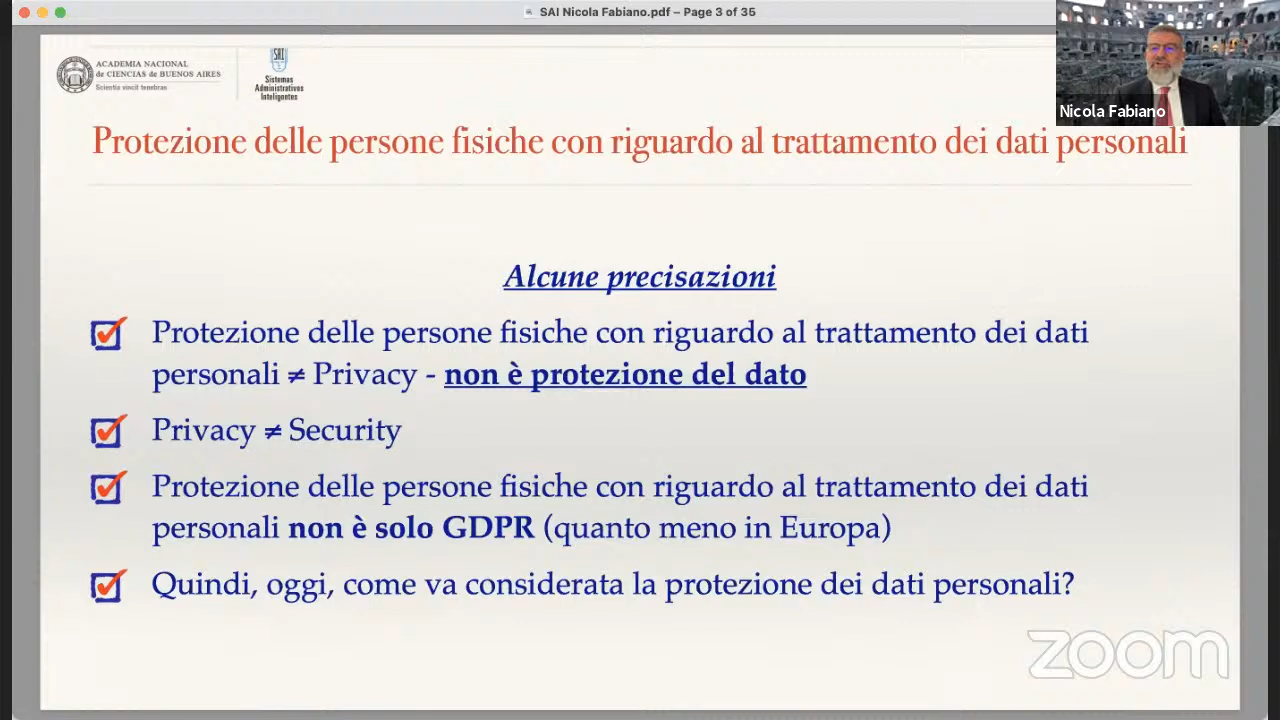 SAI Nicola Fabiano.pdf – Page 3 of 35
ACADEMIA NACIONAL
de CIENCIAS de BUENOS AIRES
Scientia vincit tenebras
SAI
Sistemas
Administrativos
Inteligentes
Nicola Fabiano
Protezione delle persone fisiche con riguardo al trattamento dei dati personali
Alcune precisazioni
Protezione delle persone fisiche con riguardo al trattamento dei dati
personali ≠ Privacy - non è protezione del dato
Privacy ≠ Security
Protezione delle persone fisiche con riguardo al trattamento dei dati
personali non è solo GDPR (quanto meno in Europa)
Quindi, oggi, come va considerata la protezione dei dati personali?
zoom